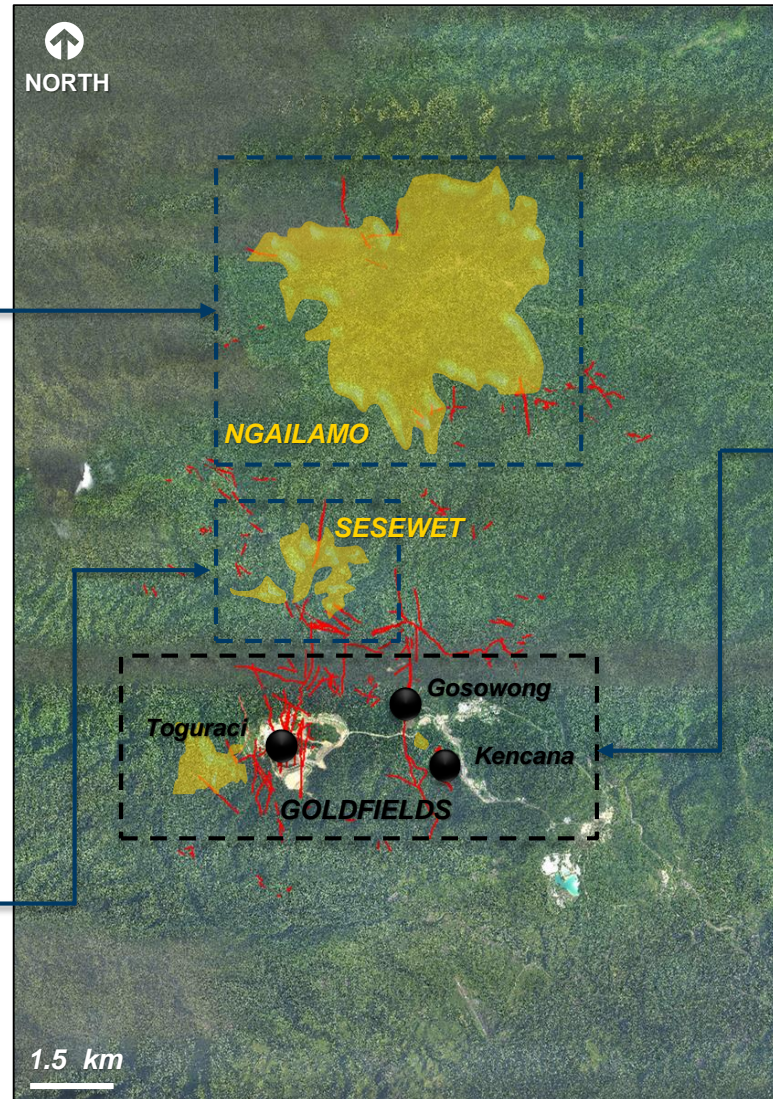 NORTH
NGAILAMO
SESEWET
Gosowong
Toguraci
Kencana
GOLDFIELDS
1.5 km